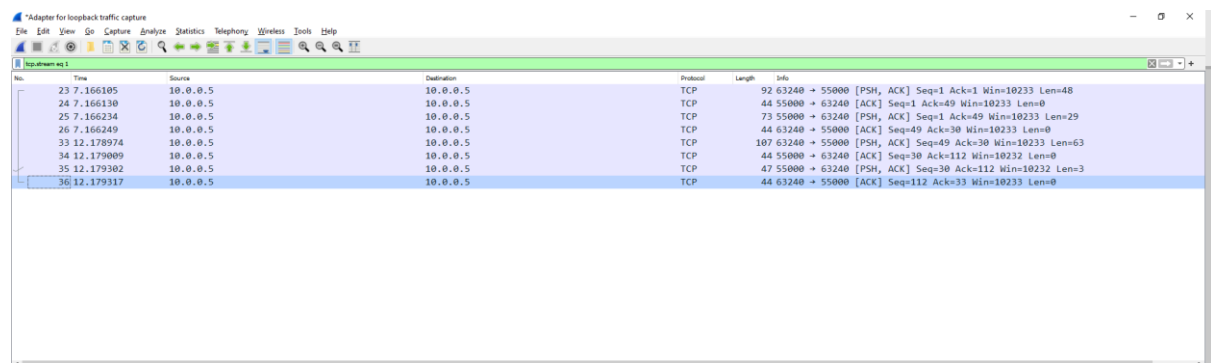 *Adapter for loopback traffic capture
File Edit View Go Capture Analyze Statistics Telephony Wireless Tools Help
tcp.stream eq 1
No. Time Source Destination Protocol Length Info
23 7.166105 10.0.0.5 10.0.0.5 TCP 92 63240 → 55000 [PSH, ACK] Seq=1 Ack=1 Win=10233 Len=48
24 7.166130 10.0.0.5 10.0.0.5 TCP 44 55000 → 63240 [ACK] Seq=1 Ack=49 Win=10233 Len=0
25 7.166234 10.0.0.5 10.0.0.5 TCP 73 55000 → 63240 [PSH, ACK] Seq=1 Ack=49 Win=10233 Len=29
26 7.166249 10.0.0.5 10.0.0.5 TCP 44 63240 → 55000 [ACK] Seq=49 Ack=30 Win=10233 Len=0
33 12.178974 10.0.0.5 10.0.0.5 TCP 107 63240 → 55000 [PSH, ACK] Seq=49 Ack=30 Win=10233 Len=63
34 12.179009 10.0.0.5 10.0.0.5 TCP 44 55000 → 63240 [ACK] Seq=30 Ack=112 Win=10232 Len=0
35 12.179302 10.0.0.5 10.0.0.5 TCP 47 55000 → 63240 [PSH, ACK] Seq=30 Ack=112 Win=10232 Len=3
36 12.179317 10.0.0.5 10.0.0.5 TCP 44 63240 → 55000 [ACK] Seq=112 Ack=33 Win=10233 Len=0